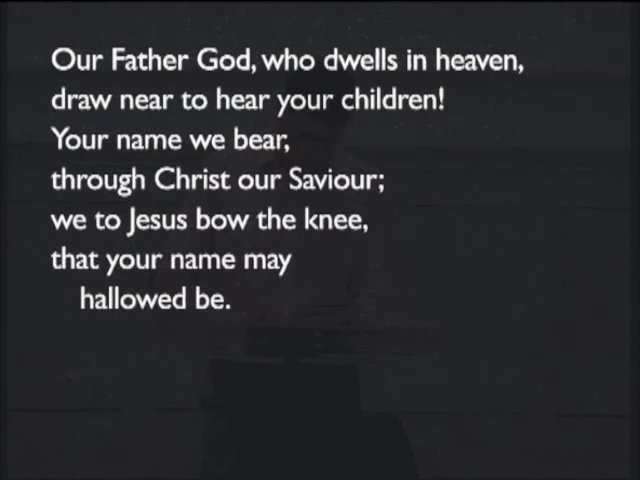 Our Father God, who dwells in heaven,
draw near to hear your children!
Your name we bear,
through Christ our Saviour;
we to Jesus bow the knee,
that your name may
hallowed be.